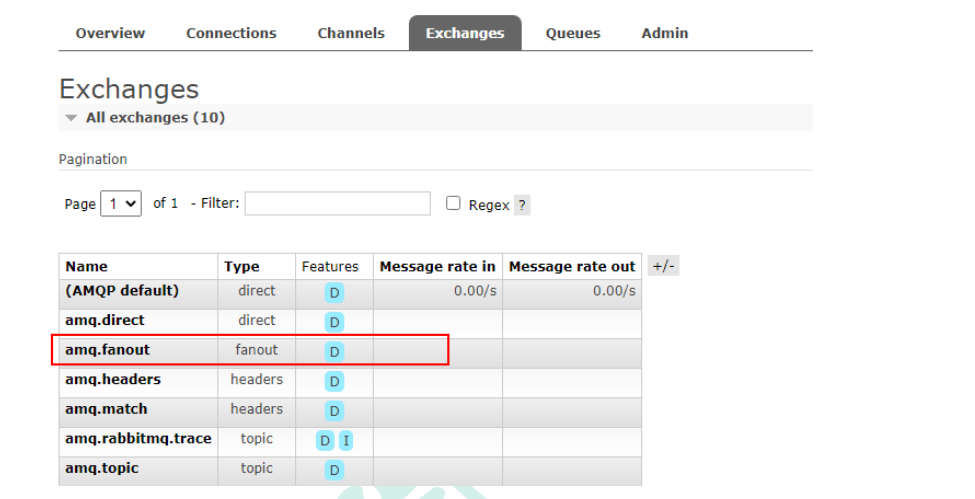 Overview Connections Channels Exchanges Queues Admin
Exchanges
All exchanges (10)
Pagination
Page 1 of 1 - Filter: Regex ?
Name Type Features Message rate in Message rate out +/-
(AMQP default) direct D 0.00/s 0.00/s
amq.direct direct D
amq.fanout fanout D
amq.headers headers D
amq.match headers D
amq.rabbitmq.trace topic D I
amq.topic topic D